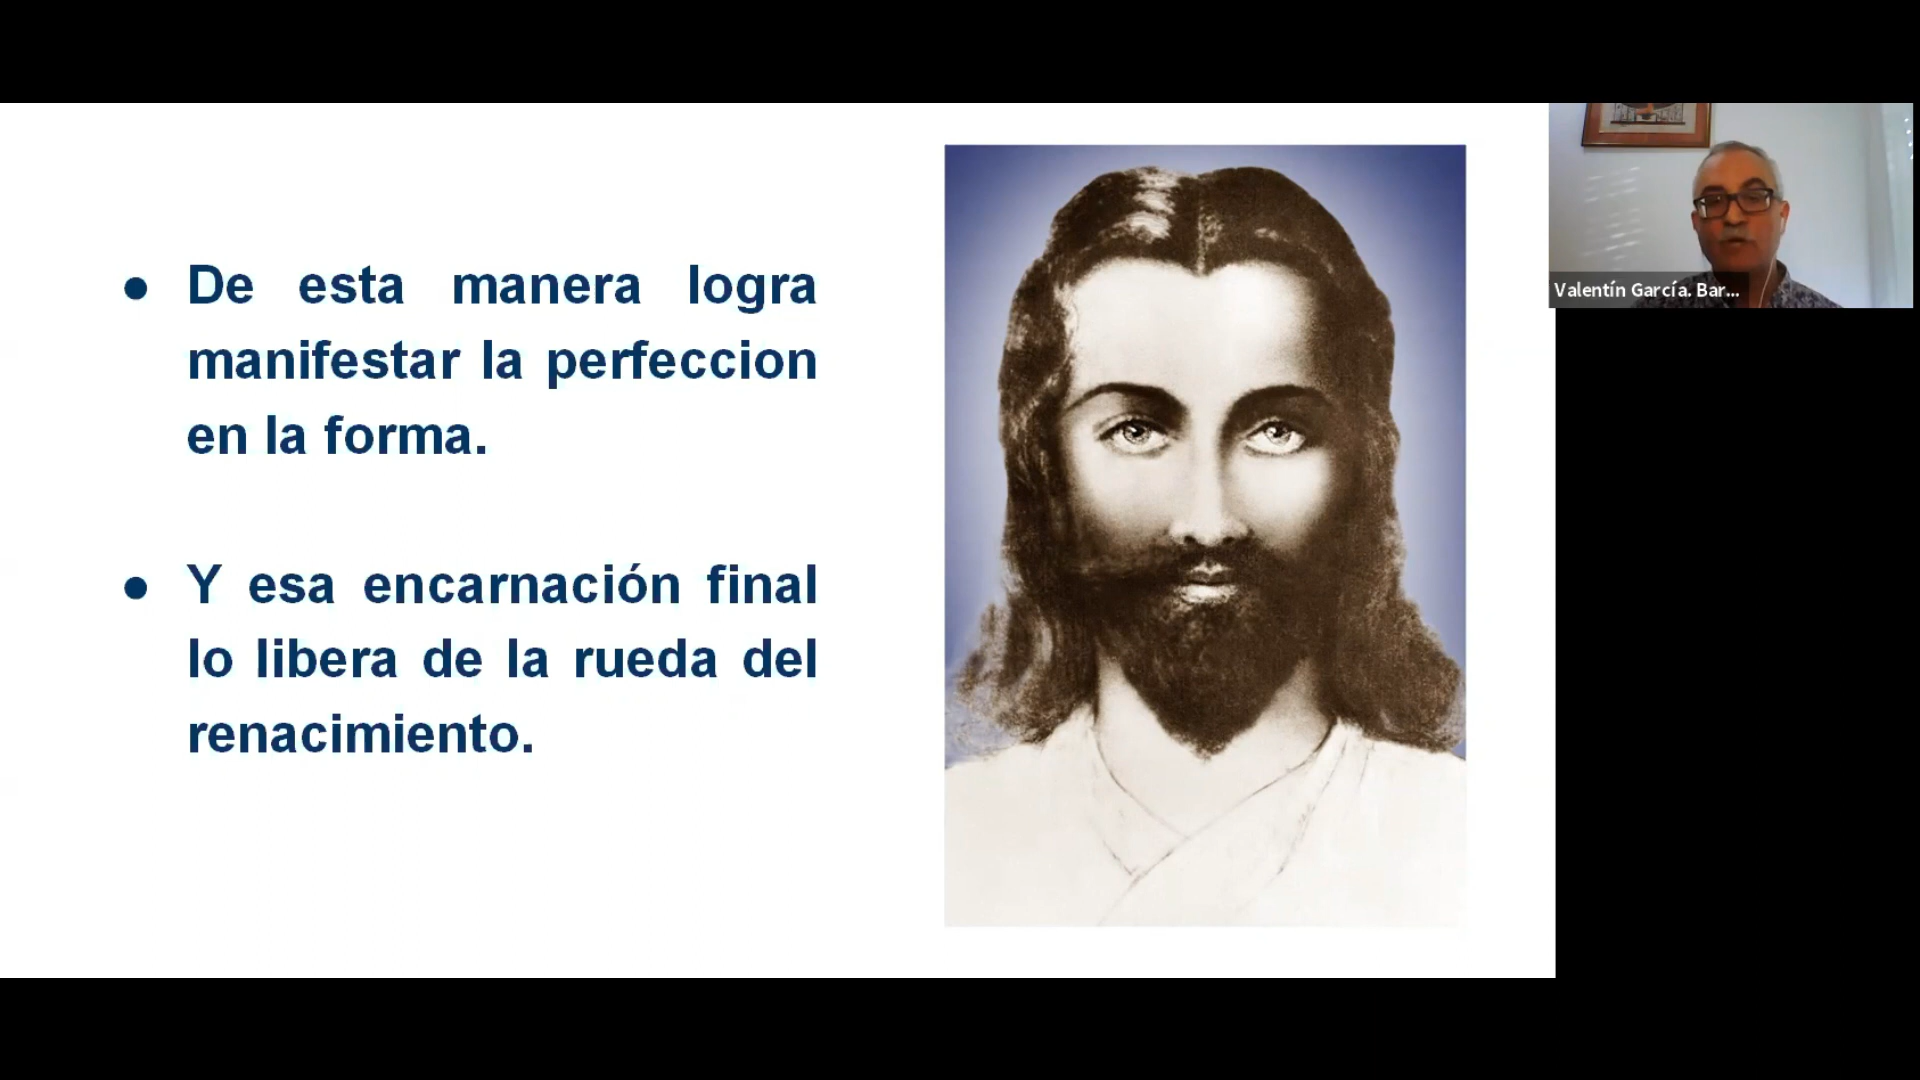 ● De esta manera logra
manifestar la perfeccion
en la forma.
● Y esa encarnación final
lo libera de la rueda del
renacimiento.
Valentín García. Bar...